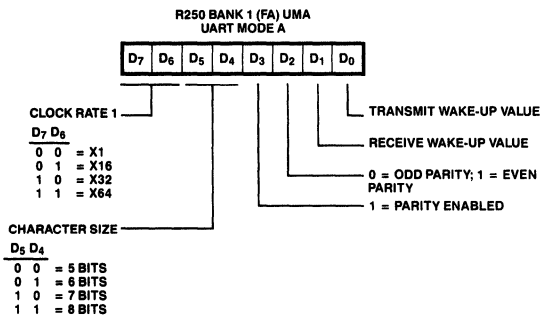 R250 BANK 1 (FA) UMA
UART MODE A
D7 D6 D5 D4 D3 D2 D1 D0
TRANSMIT WAKE-UP VALUE
RECEIVE WAKE-UP VALUE
0 = ODD PARITY; 1 = EVEN
PARITY
1 = PARITY ENABLED
CLOCK RATE 1
D7 D6
0 0 = X1
0 1 = X16
1 0 = X32
1 1 = X64
CHARACTER SIZE
D5 D4
0 0 = 5 BITS
0 1 = 6 BITS
1 0 = 7 BITS
1 1 = 8 BITS